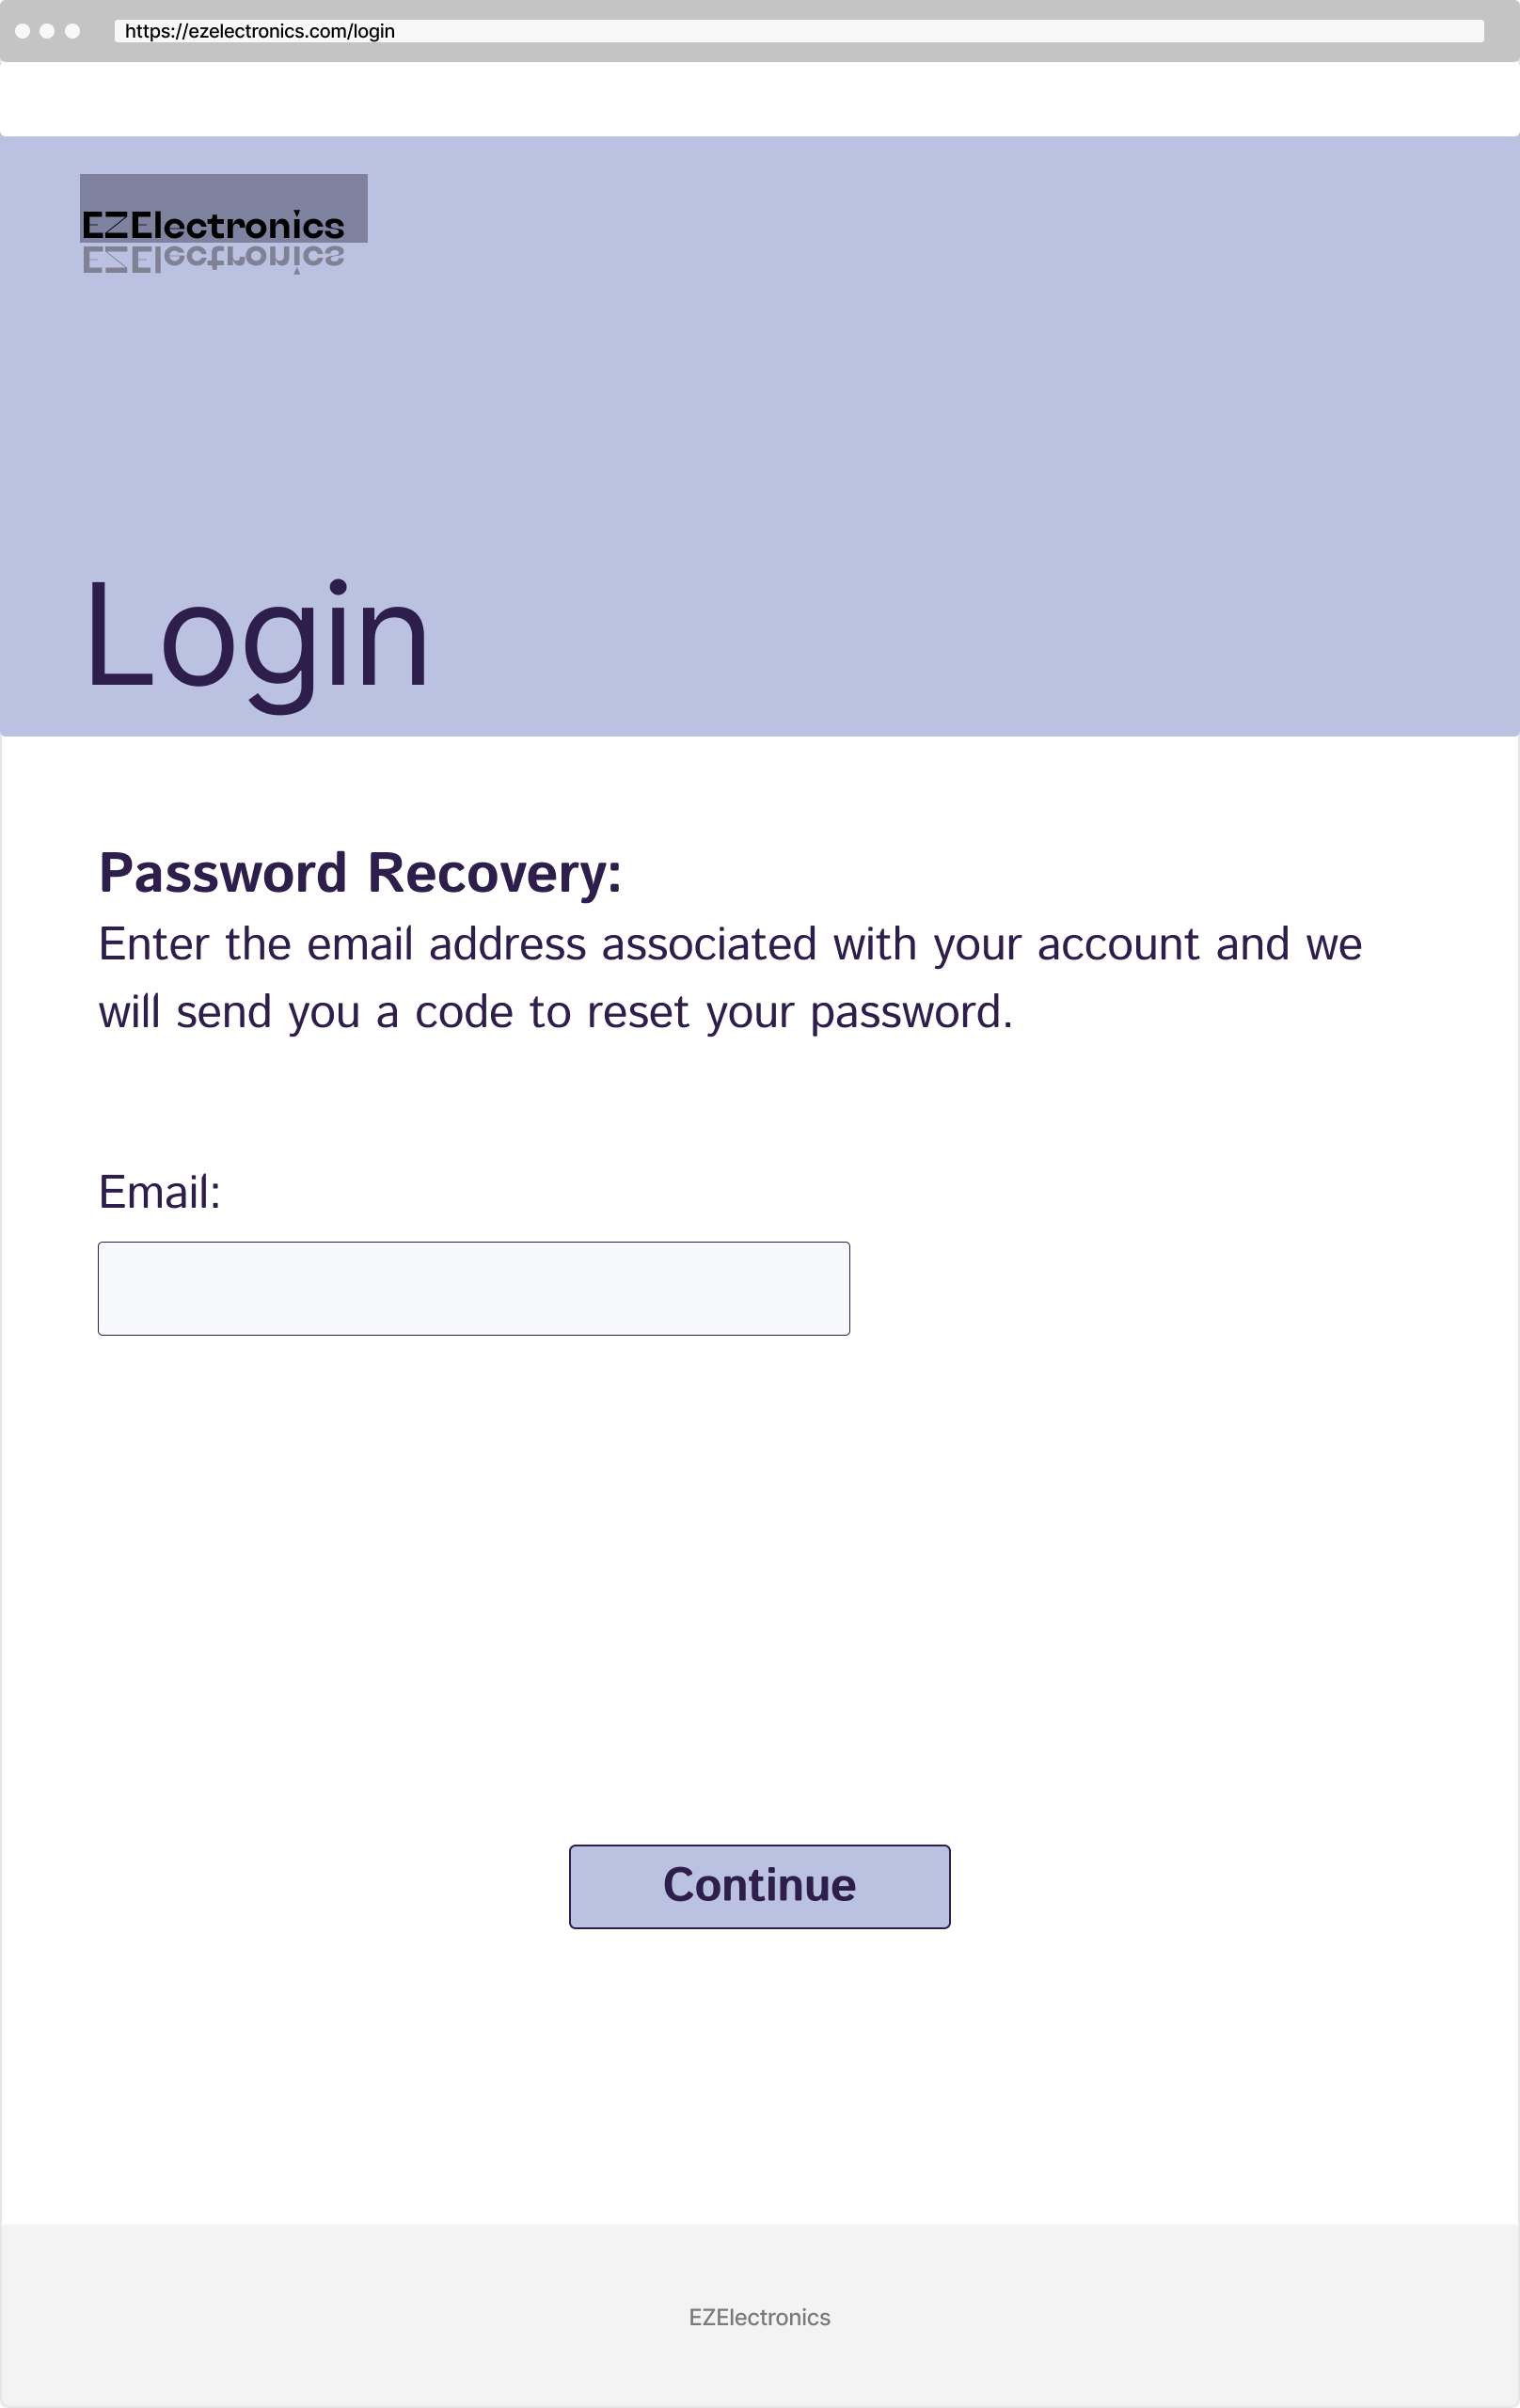 https://ezelectronics.com/login
EZElectronics
EZElectronics
Login
Password Recovery:
Enter the email address associated with your account and we
will send you a code to reset your password.
Email:
Continue
EZElectronics